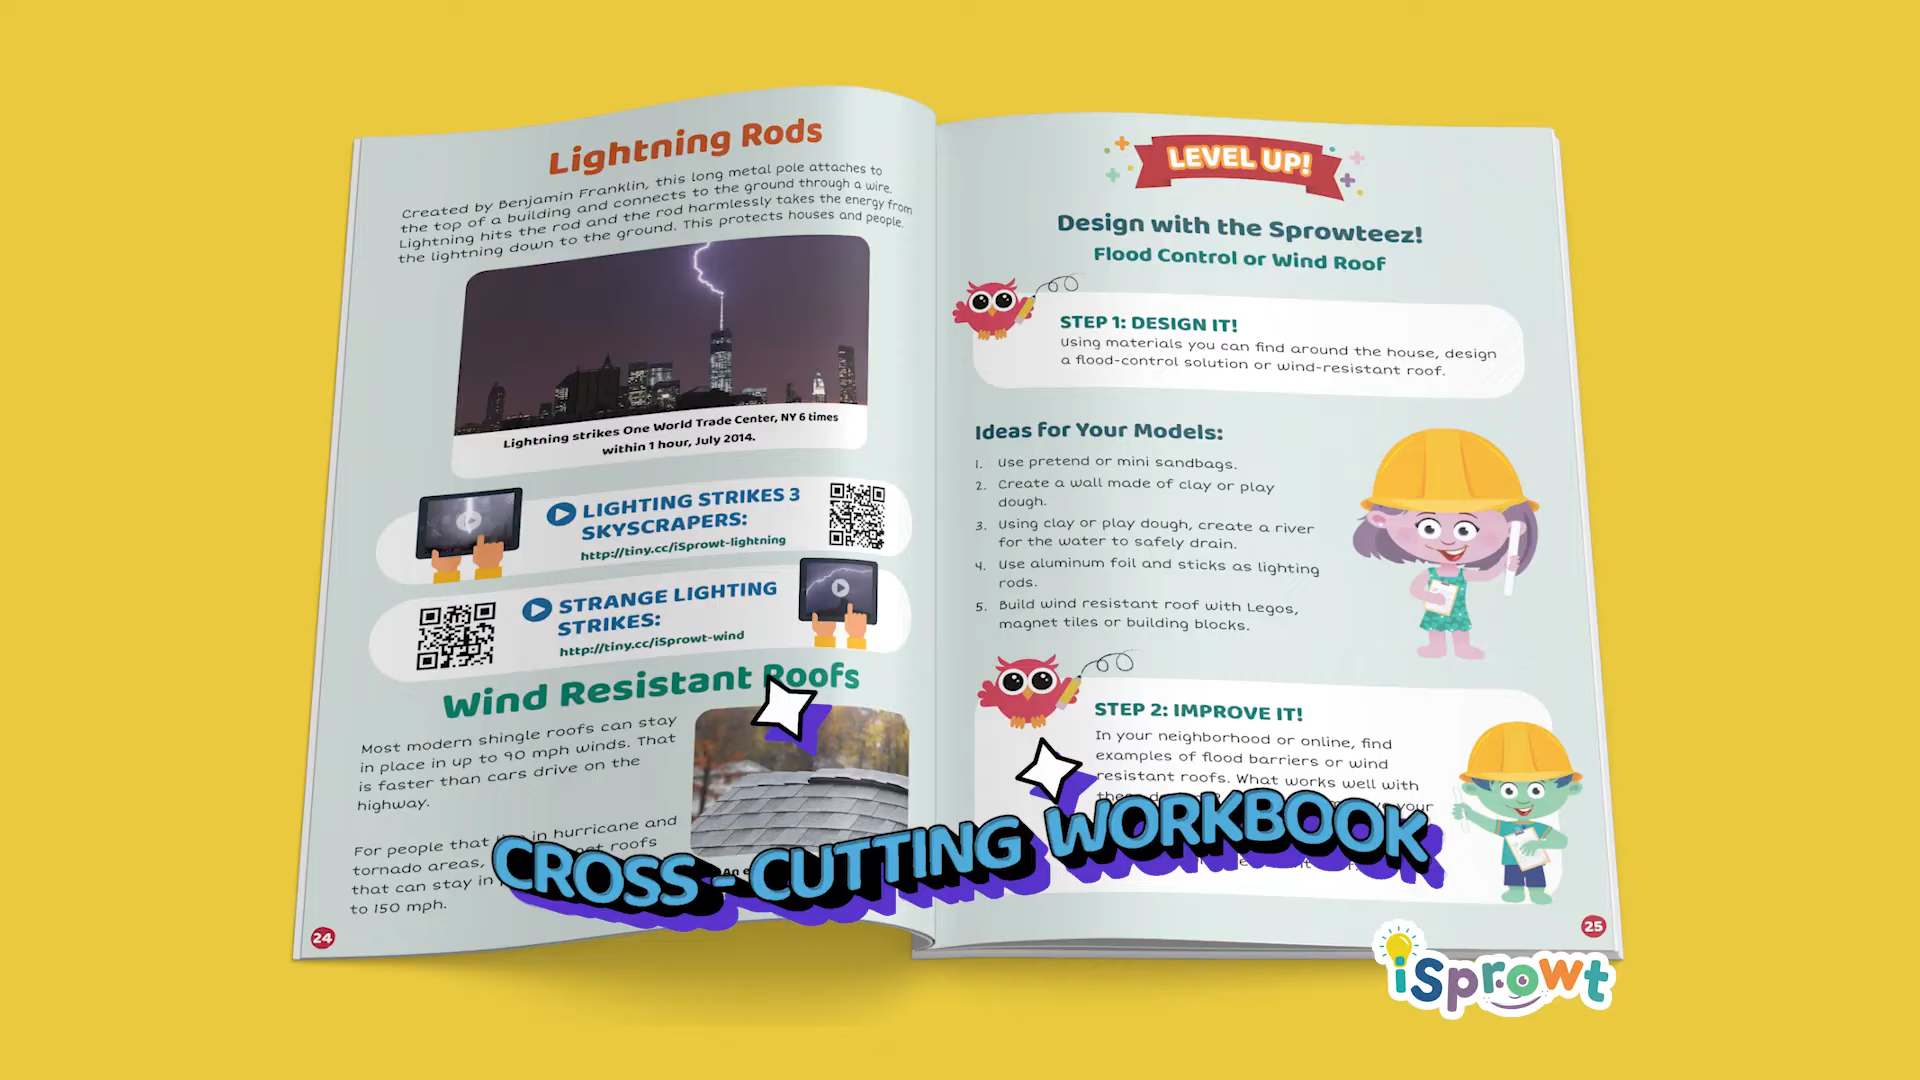 Lightning Rods
Created by Benjamin Franklin, this long metal pole attaches to
the top of a building and connects to the ground through a wire.
Lightning hits the rod and the rod harmlessly takes the energy from
the lightning down to the ground. This protects houses and people.
Lightning strikes One World Trade Center, NY 6 times
within 1 hour, July 2014.
LIGHTING STRIKES 3
SKYSCRAPERS:
http://tiny.cc/iSprowt-lightning
STRANGE LIGHTING
STRIKES:
http://tiny.cc/iSprowt-wind
Wind Resistant Roofs
Most modern shingle roofs can stay
in place in up to 90 mph winds. That
is faster than cars drive on the
highway.
For people that in hurricane and
tornado areas, roofs
that can stay in
to 150 mph.
24
LEVEL UP!
Design with the Sprowteez!
Flood Control or Wind Roof
STEP 1: DESIGN IT!
Using materials you can find around the house, design
a flood-control solution or wind-resistant roof.
Ideas for Your Models:
1. Use pretend or mini sandbags.
2. Create a wall made of clay or play
dough.
3. Using clay or play dough, create a river
for the water to safely drain.
4. Use aluminum foil and sticks as lighting
rods.
5. Build wind resistant roof with Legos,
magnet tiles or building blocks.
STEP 2: IMPROVE IT!
In your neighborhood or online, find
examples of flood barriers or wind
resistant roofs. What works well with
your
25
CROSS - CUTTING WORKBOOK
iSprowt